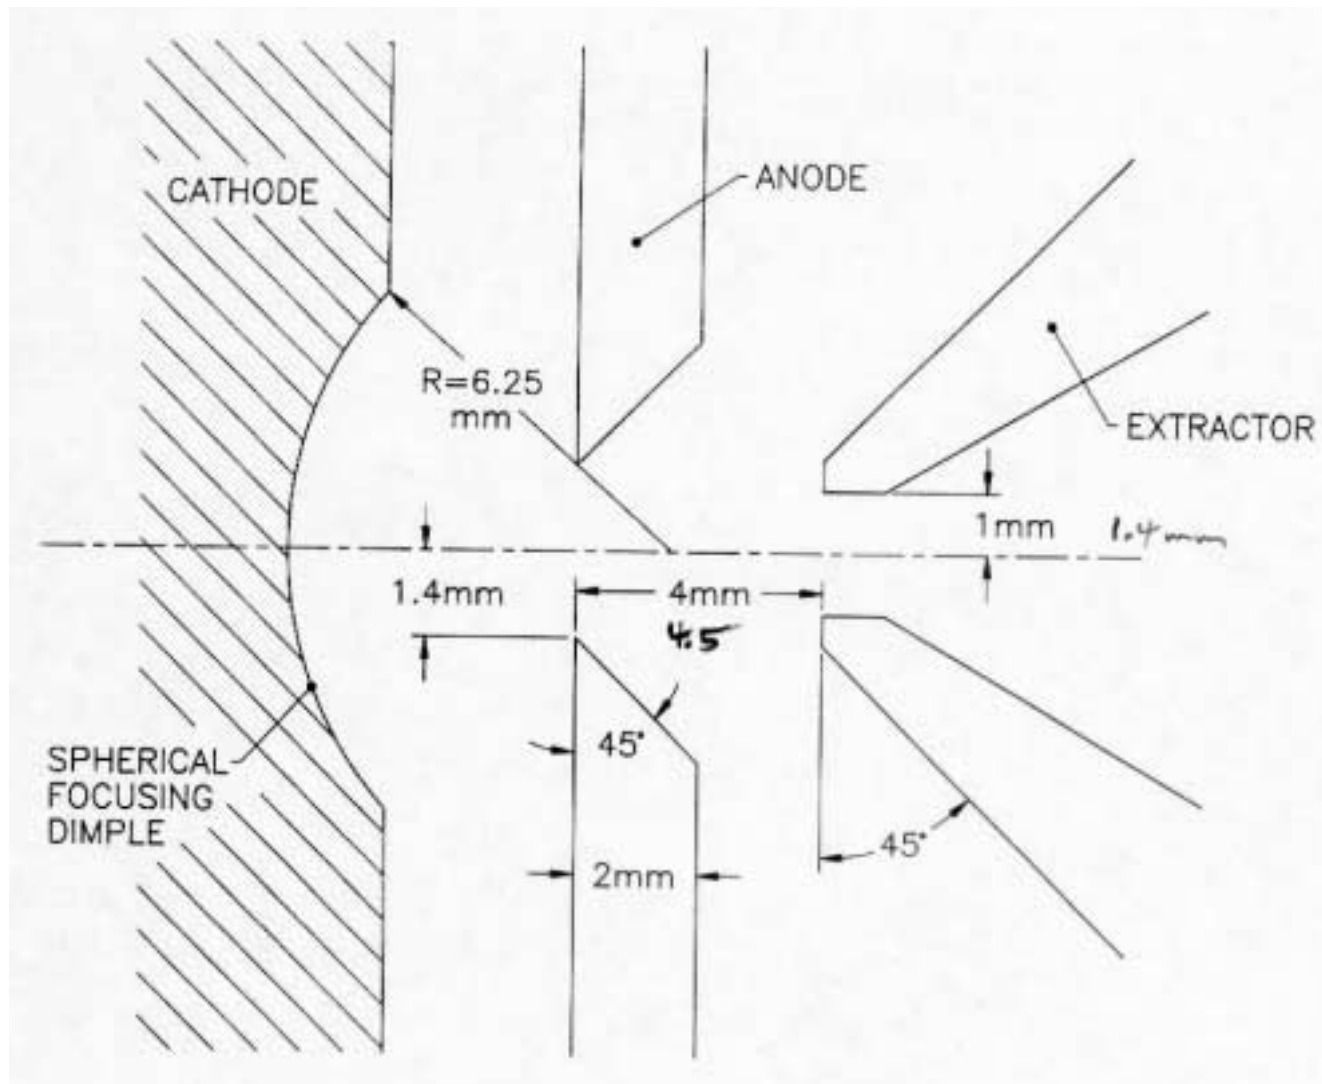 CATHODE
ANODE
R=6.25
mm
EXTRACTOR
1mm
1.4mm
1.4mm
4mm
4.5
45°
SPHERICAL
FOCUSING
DIMPLE
45°
2mm